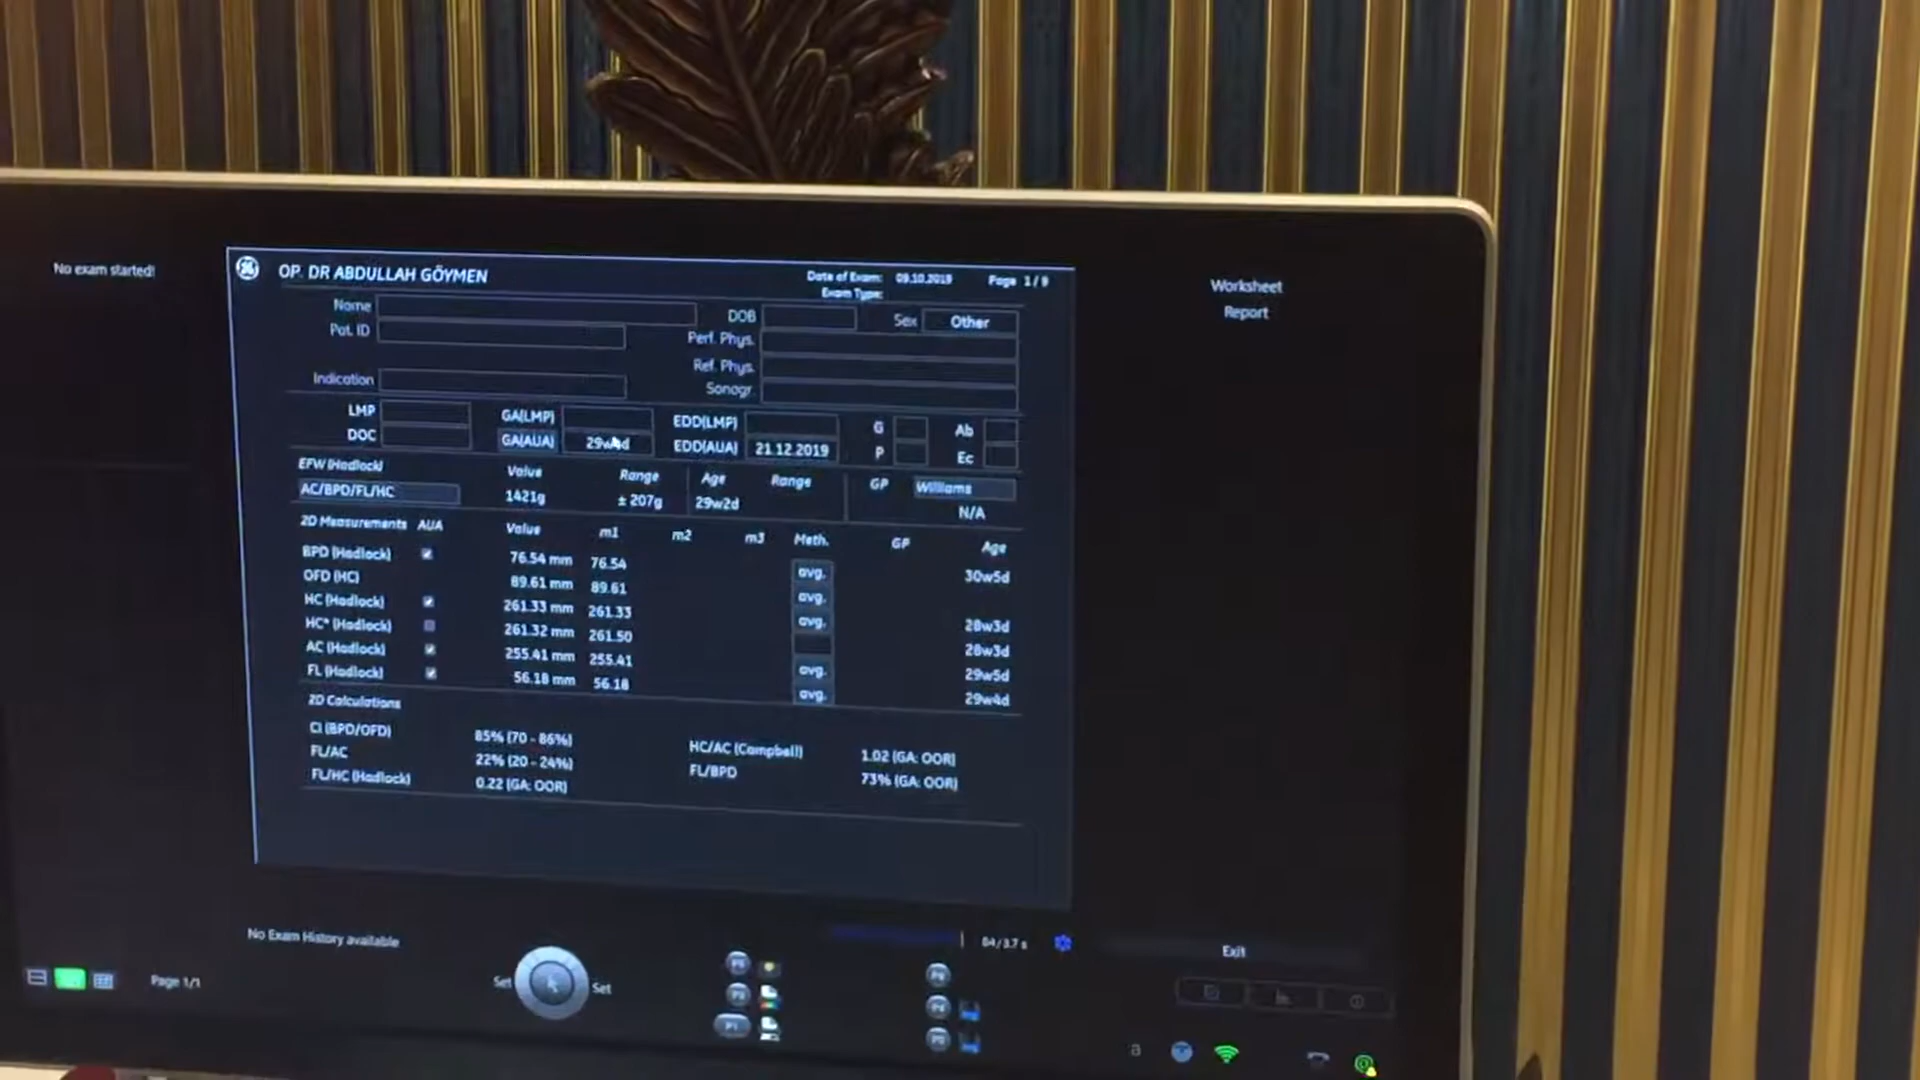 No exam started!
OP. DR ABDULLAH GÖYMEN
Date of Exam: 09.10.2019 Page 1/9
Exam Type:
Name
DOB Sex Other
Pat. ID
Perf. Phys.
Ref. Phys.
Indication
Sonogr
LMP GA(LMP) EDD(LMP) G Ab
DOC GA(AUA) 29w4d EDD(AUA) 21.12.2019 P Ec
EFW (Hadlock) Value Range Age Range GP Williams
AC/BPD/FL/HC 1421g ± 207g 29w2d N/A
2D Measurements AUA Value m1 m2 m3 Meth. GP Age
BPD (Hadlock) 76.54 mm 76.54 avg. 30w5d
OFD (HC) 89.61 mm 89.61 avg.
HC (Hadlock) 261.33 mm 261.33 avg. 28w3d
HC* (Hadlock) 261.32 mm 261.50 28w3d
AC (Hadlock) 255.41 mm 255.41 avg. 29w5d
FL (Hadlock) 56.18 mm 56.18 avg. 29w4d
2D Calculations
CI (BPD/OFD) 85% (70 - 86%) HC/AC (Campbell) 1.02 (GA: OOR)
FL/AC 22% (20 - 24%) FL/BPD 73% (GA: OOR)
FL/HC (Hadlock) 0.22 (GA: OOR)
Worksheet
Report
No Exam History available
84/3.7 s
Exit
Page 1/1
Set Set
P1
a